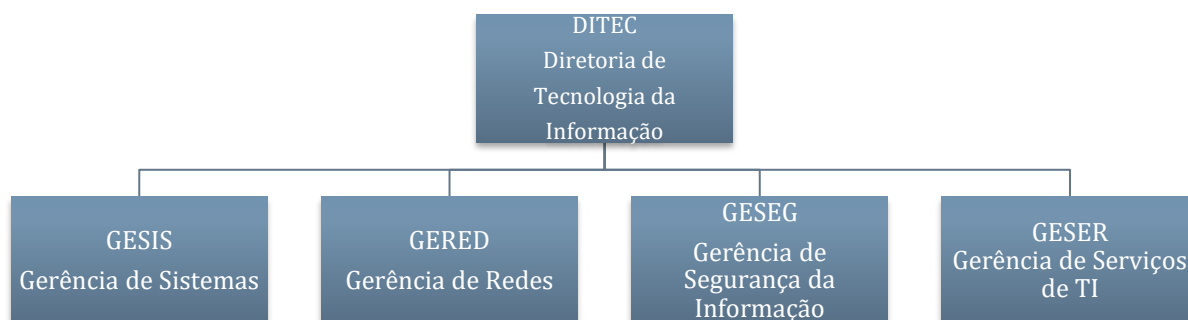 DITEC
Diretoria de
Tecnologia da
Informação
GESIS
Gerência de Sistemas
GERED
Gerência de Redes
GESEG
Gerência de
Segurança da
Informação
GESER
Gerência de Serviços
de TI